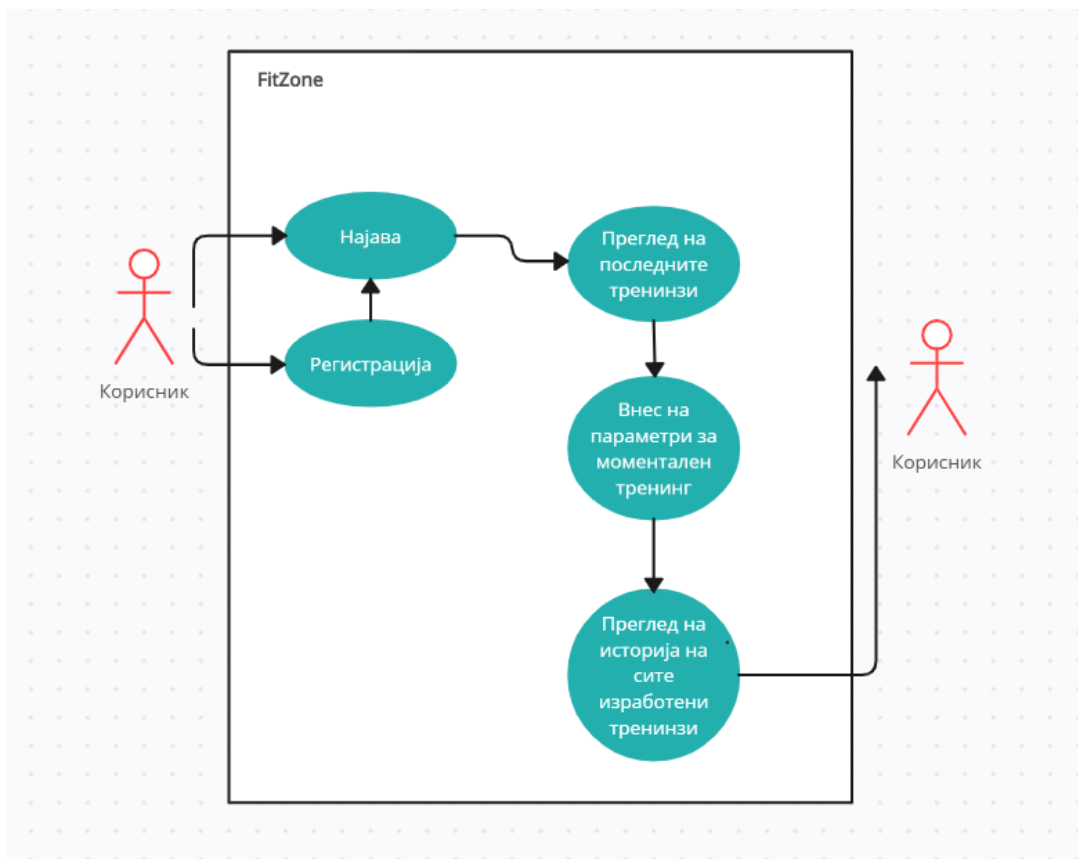 FitZone
Најава
Регистрација
Корисник
Преглед на
последните
тренинзи
Внес на
параметри за
моментален
тренинг
Преглед на
историја на
сите
изработени
тренинзи
Корисник